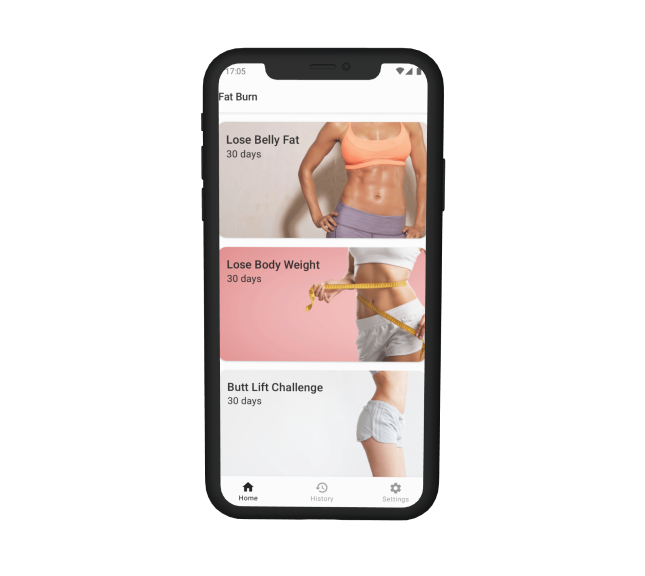 17:05
Fat Burn
Lose Belly Fat
30 days
Lose Body Weight
30 days
Butt Lift Challenge
30 days
Home
History
Settings